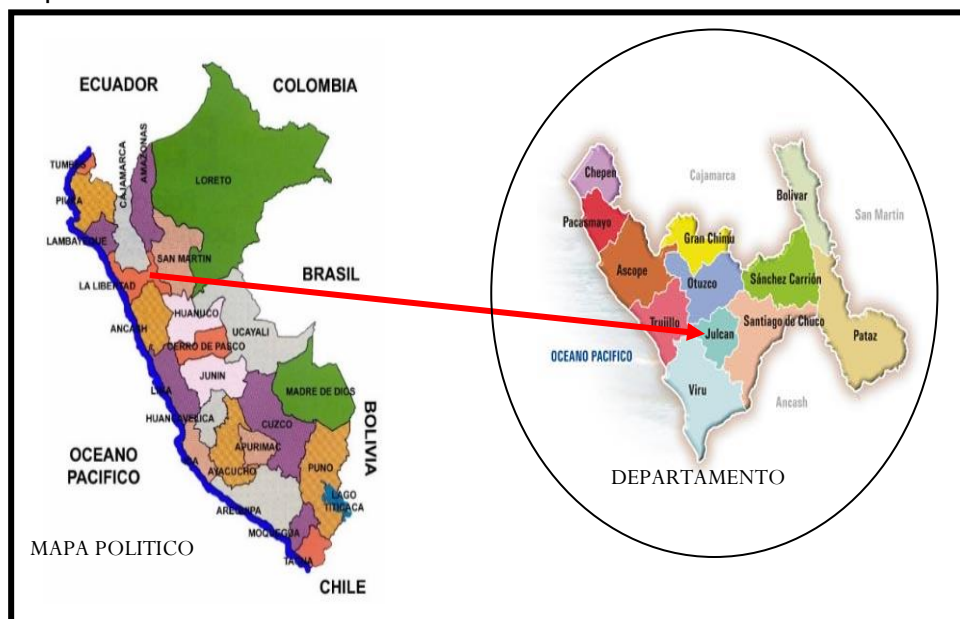 ECUADOR
COLOMBIA
TUMBES
CAJAMARCA
AMAZONAS
LORETO
PIURA
LAMBAYEQUE
SAN MARTIN
LA LIBERTAD
BRASIL
HUANUCO
ANCASH
UCAYALI
CERRO DE PASCO
JUNIN
LIMA
MADRE DE DIOS
HUANCAVELICA
CUZCO
BOLIVIA
OCEANO
PACIFICO
APURIMAC
AYACUCHO
PUNO
LAGO
TITICACA
AREQUIPA
MOQUEGUA
TACNA
MAPA POLITICO
CHILE
Chepen
Cajamarca
Bolivar
San Martín
Pacasmayo
Gran Chimu
Ascope
Otuzco
Sánchez Carrión
Trujillo
Julcan
Santiago de Chuco
Pataz
OCEANO PACIFICO
Viru
Ancash
DEPARTAMENTO